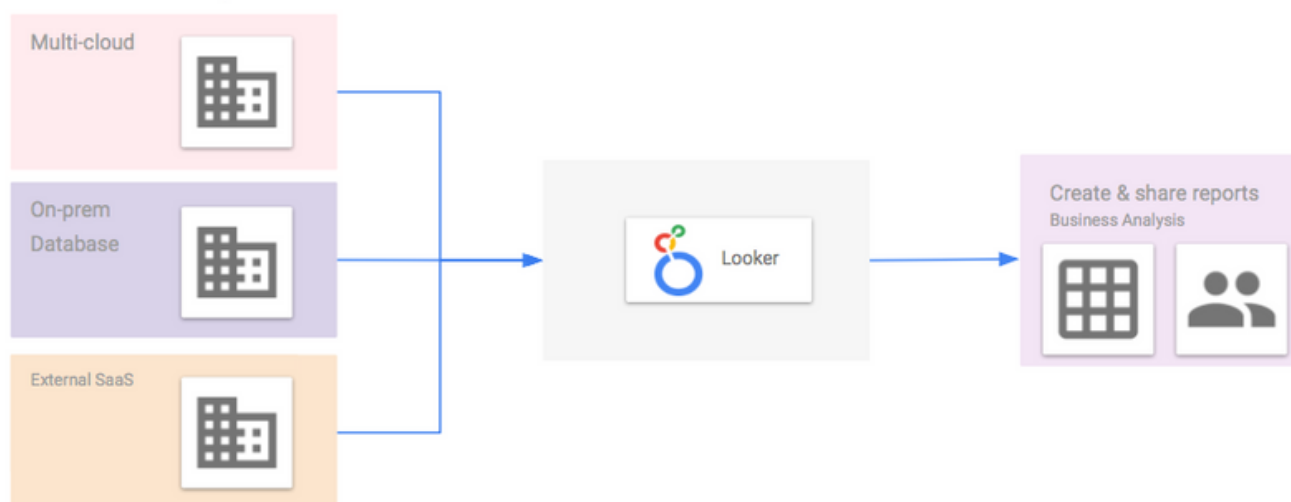 Multi-cloud
On-prem
Database
External SaaS
Looker
Create & share reports
Business Analysis